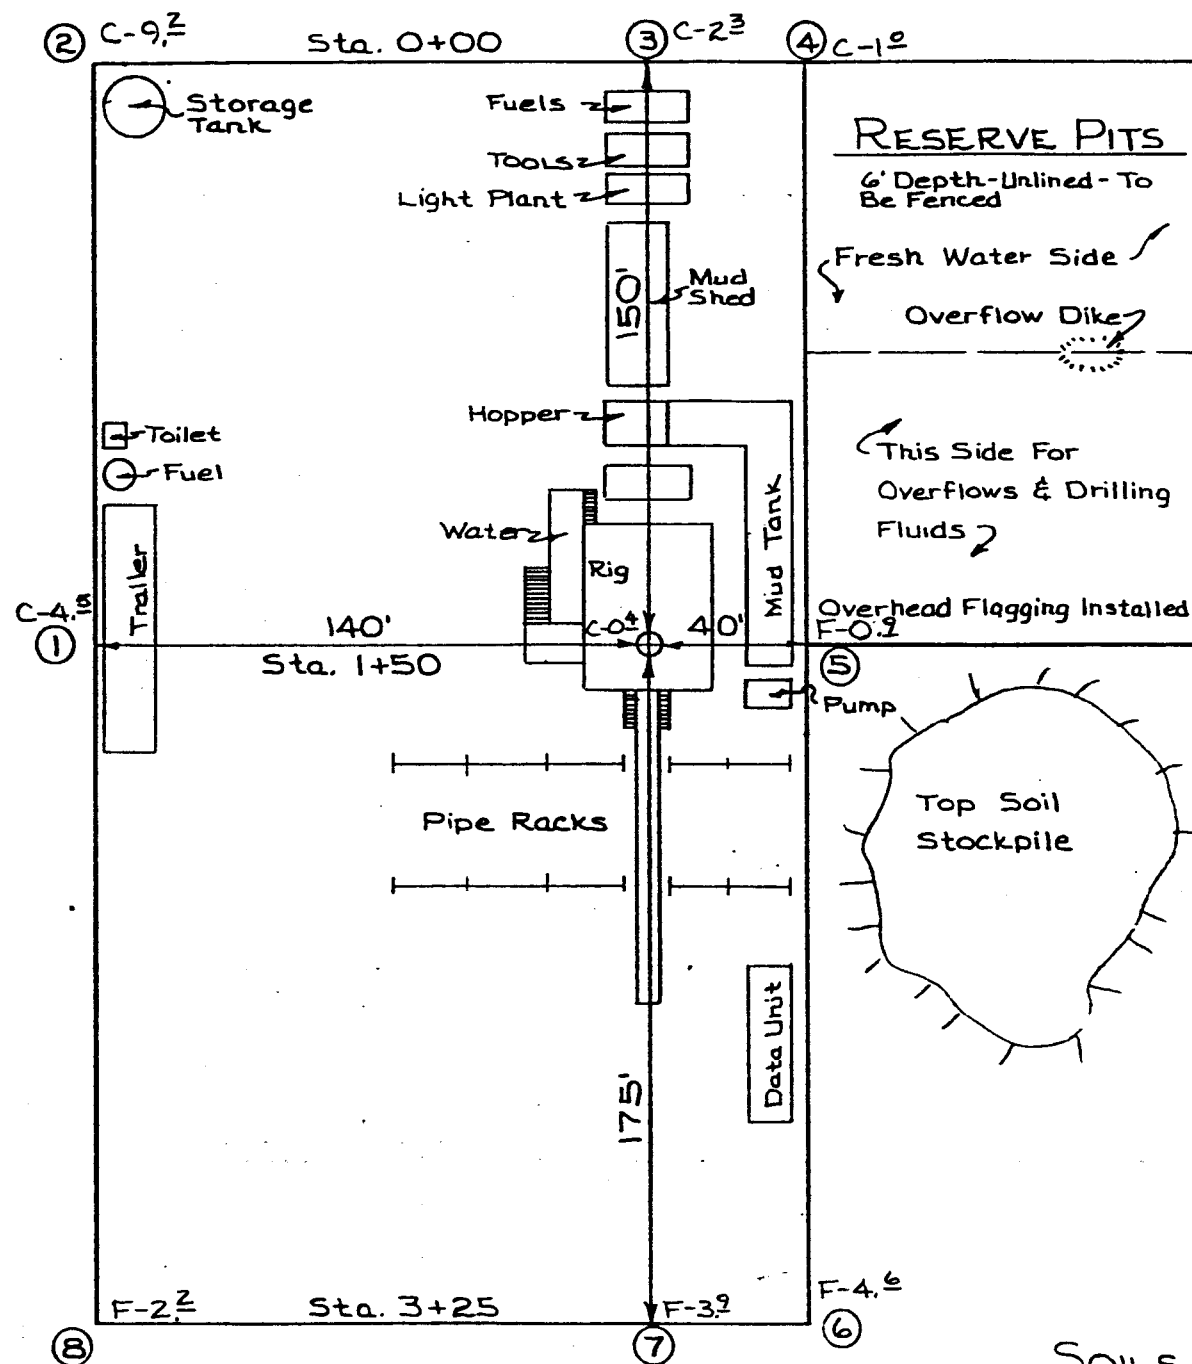 ② C-9.2
Sta. 0+00
③ C-2.3
④ C-1.0
Storage
Tank
Fuels
TOOLS
Light Plant
RESERVE PITS
6' Depth-Unlined-To
Be Fenced
Fresh Water Side
Overflow Dike
150'
Mud
Shed
Hopper
Toilet
Fuel
This Side For
Overflows & Drilling
Fluids
Water
Rig
Mud Tank
Trailer
Overhead Flagging Installed
①
140'
C-0.4
40'
F-0.9
Sta. 1+50
⑤
Pump
Pipe Racks
Top Soil
Stockpile
Data Unit
175'
F-2.2
Sta. 3+25
F-3.9
F-4.6
⑧
⑦
⑥